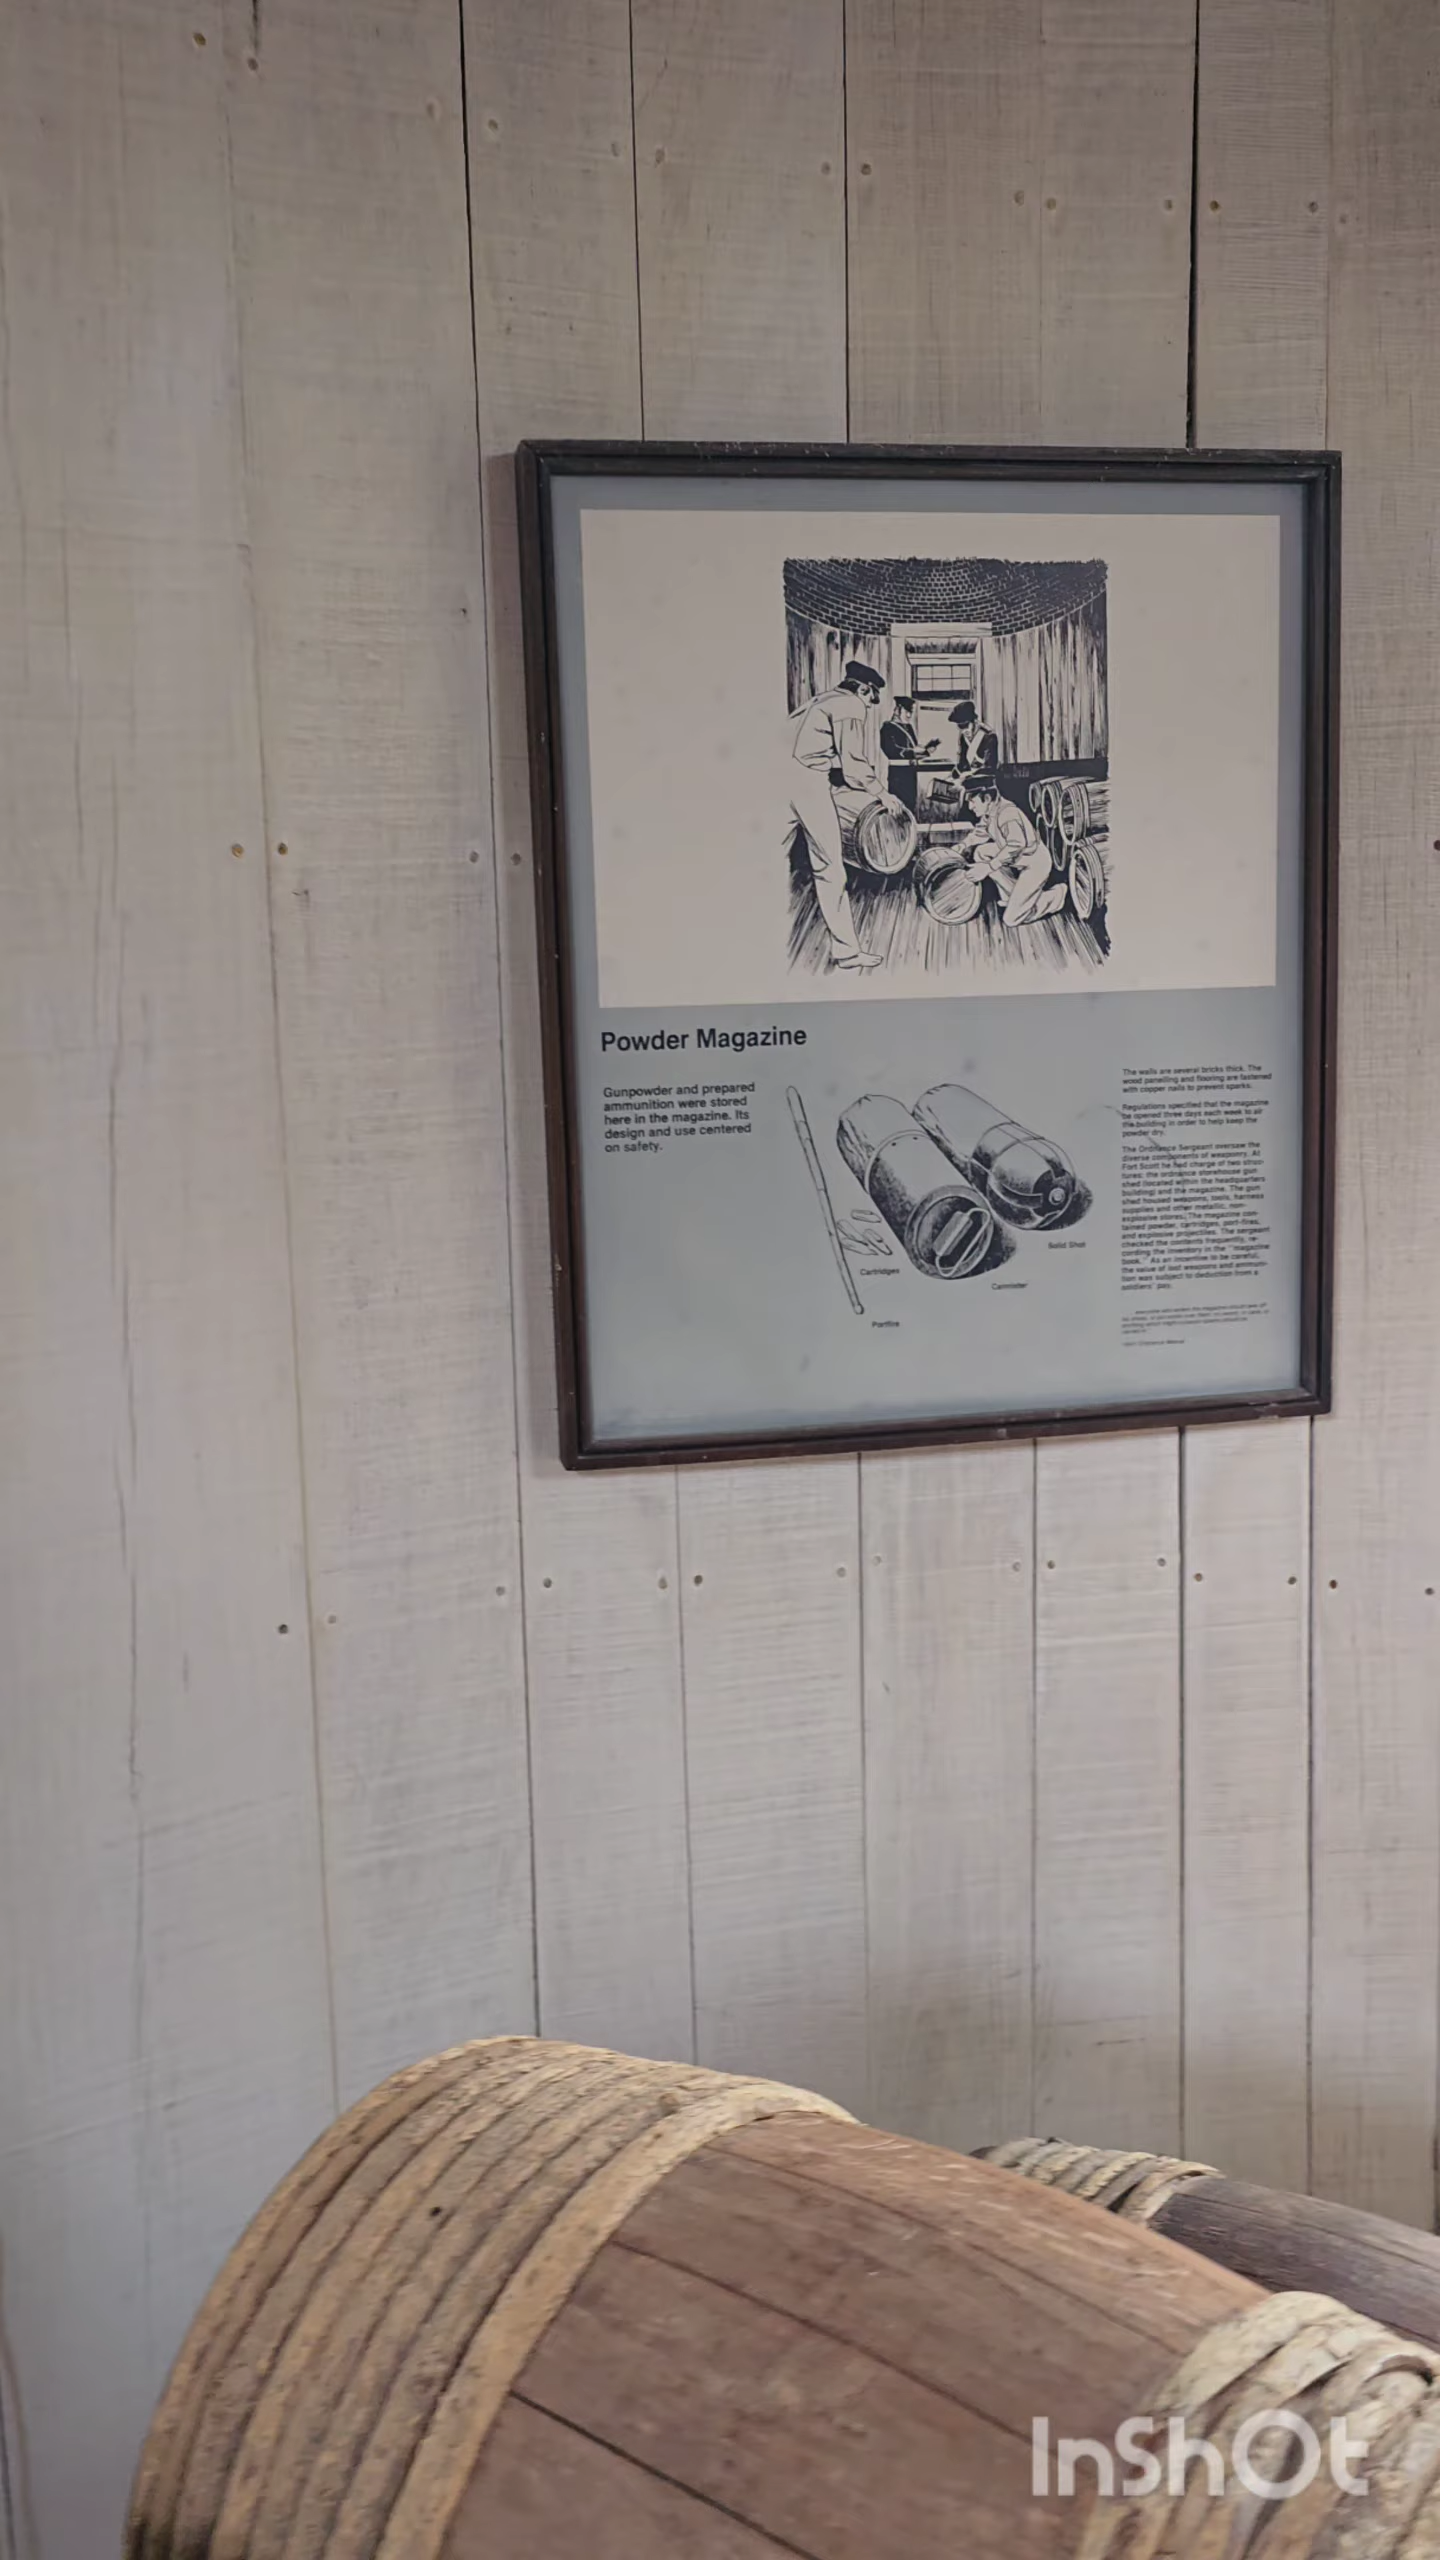 Powder Magazine
Gunpowder and prepared
ammunition were stored
here in the magazine. Its
design and use centered
on safety.
Cartridges
Portfire
Cannister
Solid Shot
The walls are several bricks thick. The
wood panelling and flooring are fastened
with copper nails to prevent sparks.
Regulations specified that the magazine
be opened three days each week to air
the building in order to help keep the
powder dry.
The Ordnance Sergeant oversaw the
diverse components of weaponry. At
Fort Scott he had charge of two struc-
tures: the ordnance storehouse gun
shed (located within the headquarters
building) and the magazine. The gun
shed housed weapons, tools, harness
supplies and other metallic, non-
explosive stores. The magazine con-
tained powder, cartridges, port-fires,
and explosive projectiles. The sergeant
checked the contents frequently, re-
cording the inventory in the "magazine
book." As an incentive to be careful,
the value of lost weapons and ammuni-
tion was subject to deduction from a
soldiers' pay.
InShOt